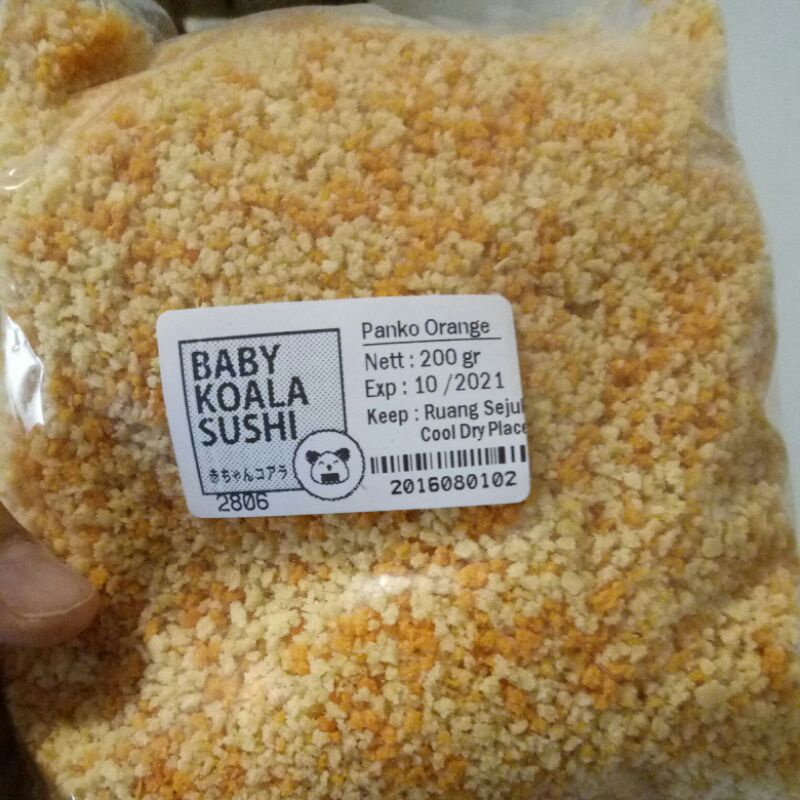 BABY
KOALA
SUSHI
赤ちゃんコアラ
2806
Panko Orange
Nett : 200 gr
Exp : 10 /2021
Keep : Ruang Sejuk
Cool Dry Place
2016080102